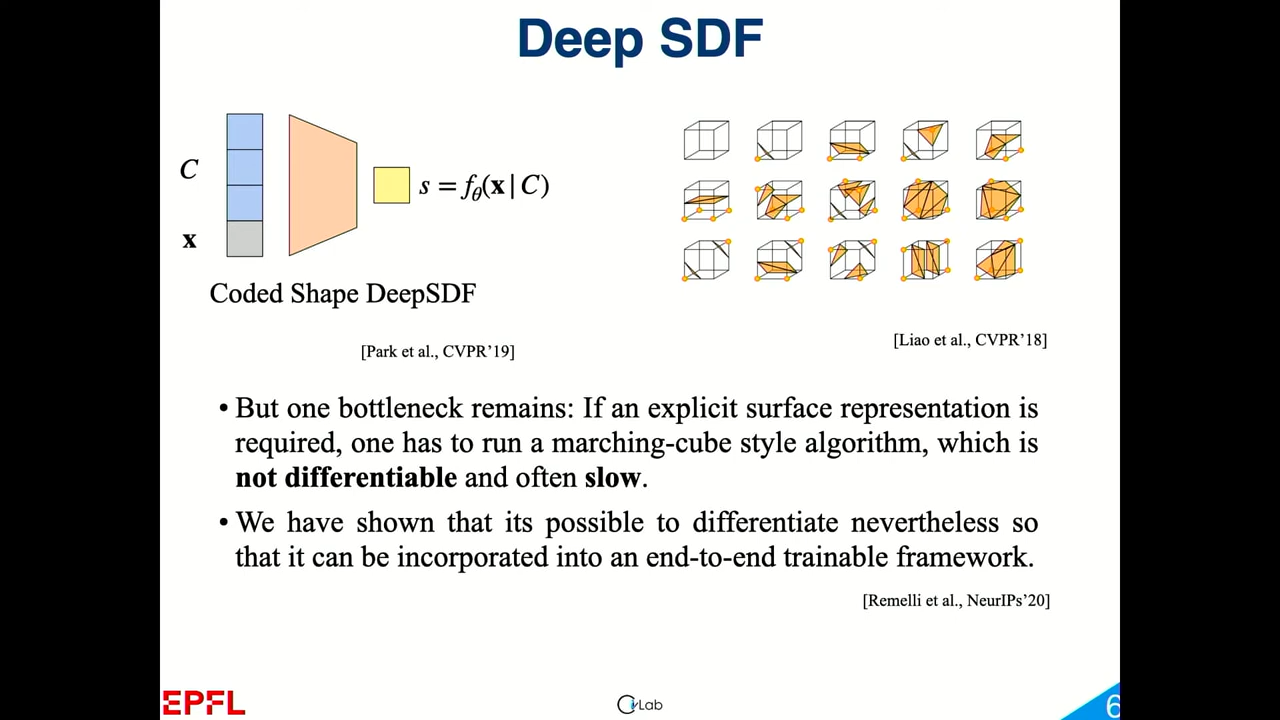 Deep SDF
C
x
s = fθ(x | C)
Coded Shape DeepSDF
[Park et al., CVPR'19]
[Liao et al., CVPR'18]
• But one bottleneck remains: If an explicit surface representation is
required, one has to run a marching-cube style algorithm, which is
not differentiable and often slow.
• We have shown that its possible to differentiate nevertheless so
that it can be incorporated into an end-to-end trainable framework.
[Remelli et al., NeurIPs'20]
EPFL
CVLab
6